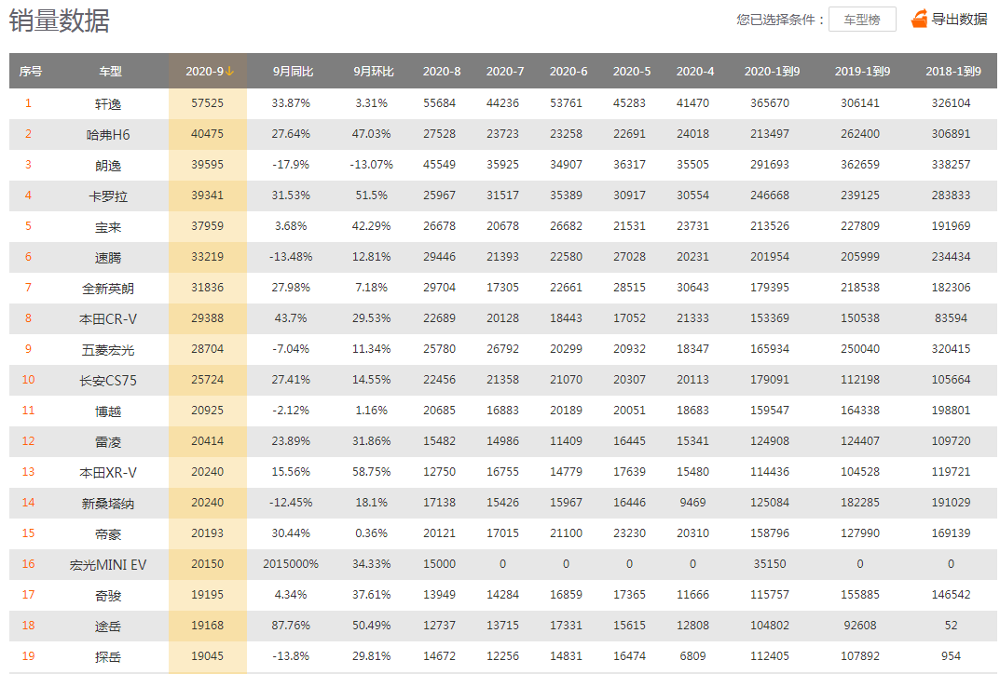 销量数据
您已选择条件： 车型榜 导出数据
序号 车型 2020-9↓ 9月同比 9月环比 2020-8 2020-7 2020-6 2020-5 2020-4 2020-1到9 2019-1到9 2018-1到9
1 轩逸 57525 33.87% 3.31% 55684 44236 53761 45283 41470 365670 306141 326104
2 哈弗H6 40475 27.64% 47.03% 27528 23723 23258 22691 24018 213497 262400 306891
3 朗逸 39595 -17.9% -13.07% 45549 35925 34907 36317 35505 291693 362659 338257
4 卡罗拉 39341 31.53% 51.5% 25967 31517 35389 30917 30554 246668 239125 283833
5 宝来 37959 3.68% 42.29% 26678 20678 26682 21531 23731 213526 227809 191969
6 速腾 33219 -13.48% 12.81% 29446 21393 22580 27028 20231 201954 205999 234434
7 全新英朗 31836 27.98% 7.18% 29704 17305 22661 28515 30643 179395 218538 182306
8 本田CR-V 29388 43.7% 29.53% 22689 20128 18443 17052 21333 153369 150538 83594
9 五菱宏光 28704 -7.04% 11.34% 25780 26792 20299 20932 18347 165934 250040 320415
10 长安CS75 25724 27.41% 14.55% 22456 21358 21070 20307 20113 179091 112198 105664
11 博越 20925 -2.12% 1.16% 20685 16883 20189 20051 18683 159547 164338 198801
12 雷凌 20414 23.89% 31.86% 15482 14986 11409 16445 15341 124908 124407 109720
13 本田XR-V 20240 15.56% 58.75% 12750 16755 14779 17639 15480 114436 104528 119721
14 新桑塔纳 20240 -12.45% 18.1% 17138 15426 15967 16446 9469 125084 182285 191029
15 帝豪 20193 30.44% 0.36% 20121 17015 21100 23230 20310 158796 127990 169139
16 宏光MINI EV 20150 2015000% 34.33% 15000 0 0 0 0 35150 0 0
17 奇骏 19195 4.34% 37.61% 13949 14284 16859 17365 11666 115757 155885 146542
18 途岳 19168 87.76% 50.49% 12737 13715 17331 15615 12808 104802 92608 52
19 探岳 19045 -13.8% 29.81% 14672 12256 14831 16474 6809 112405 107892 954